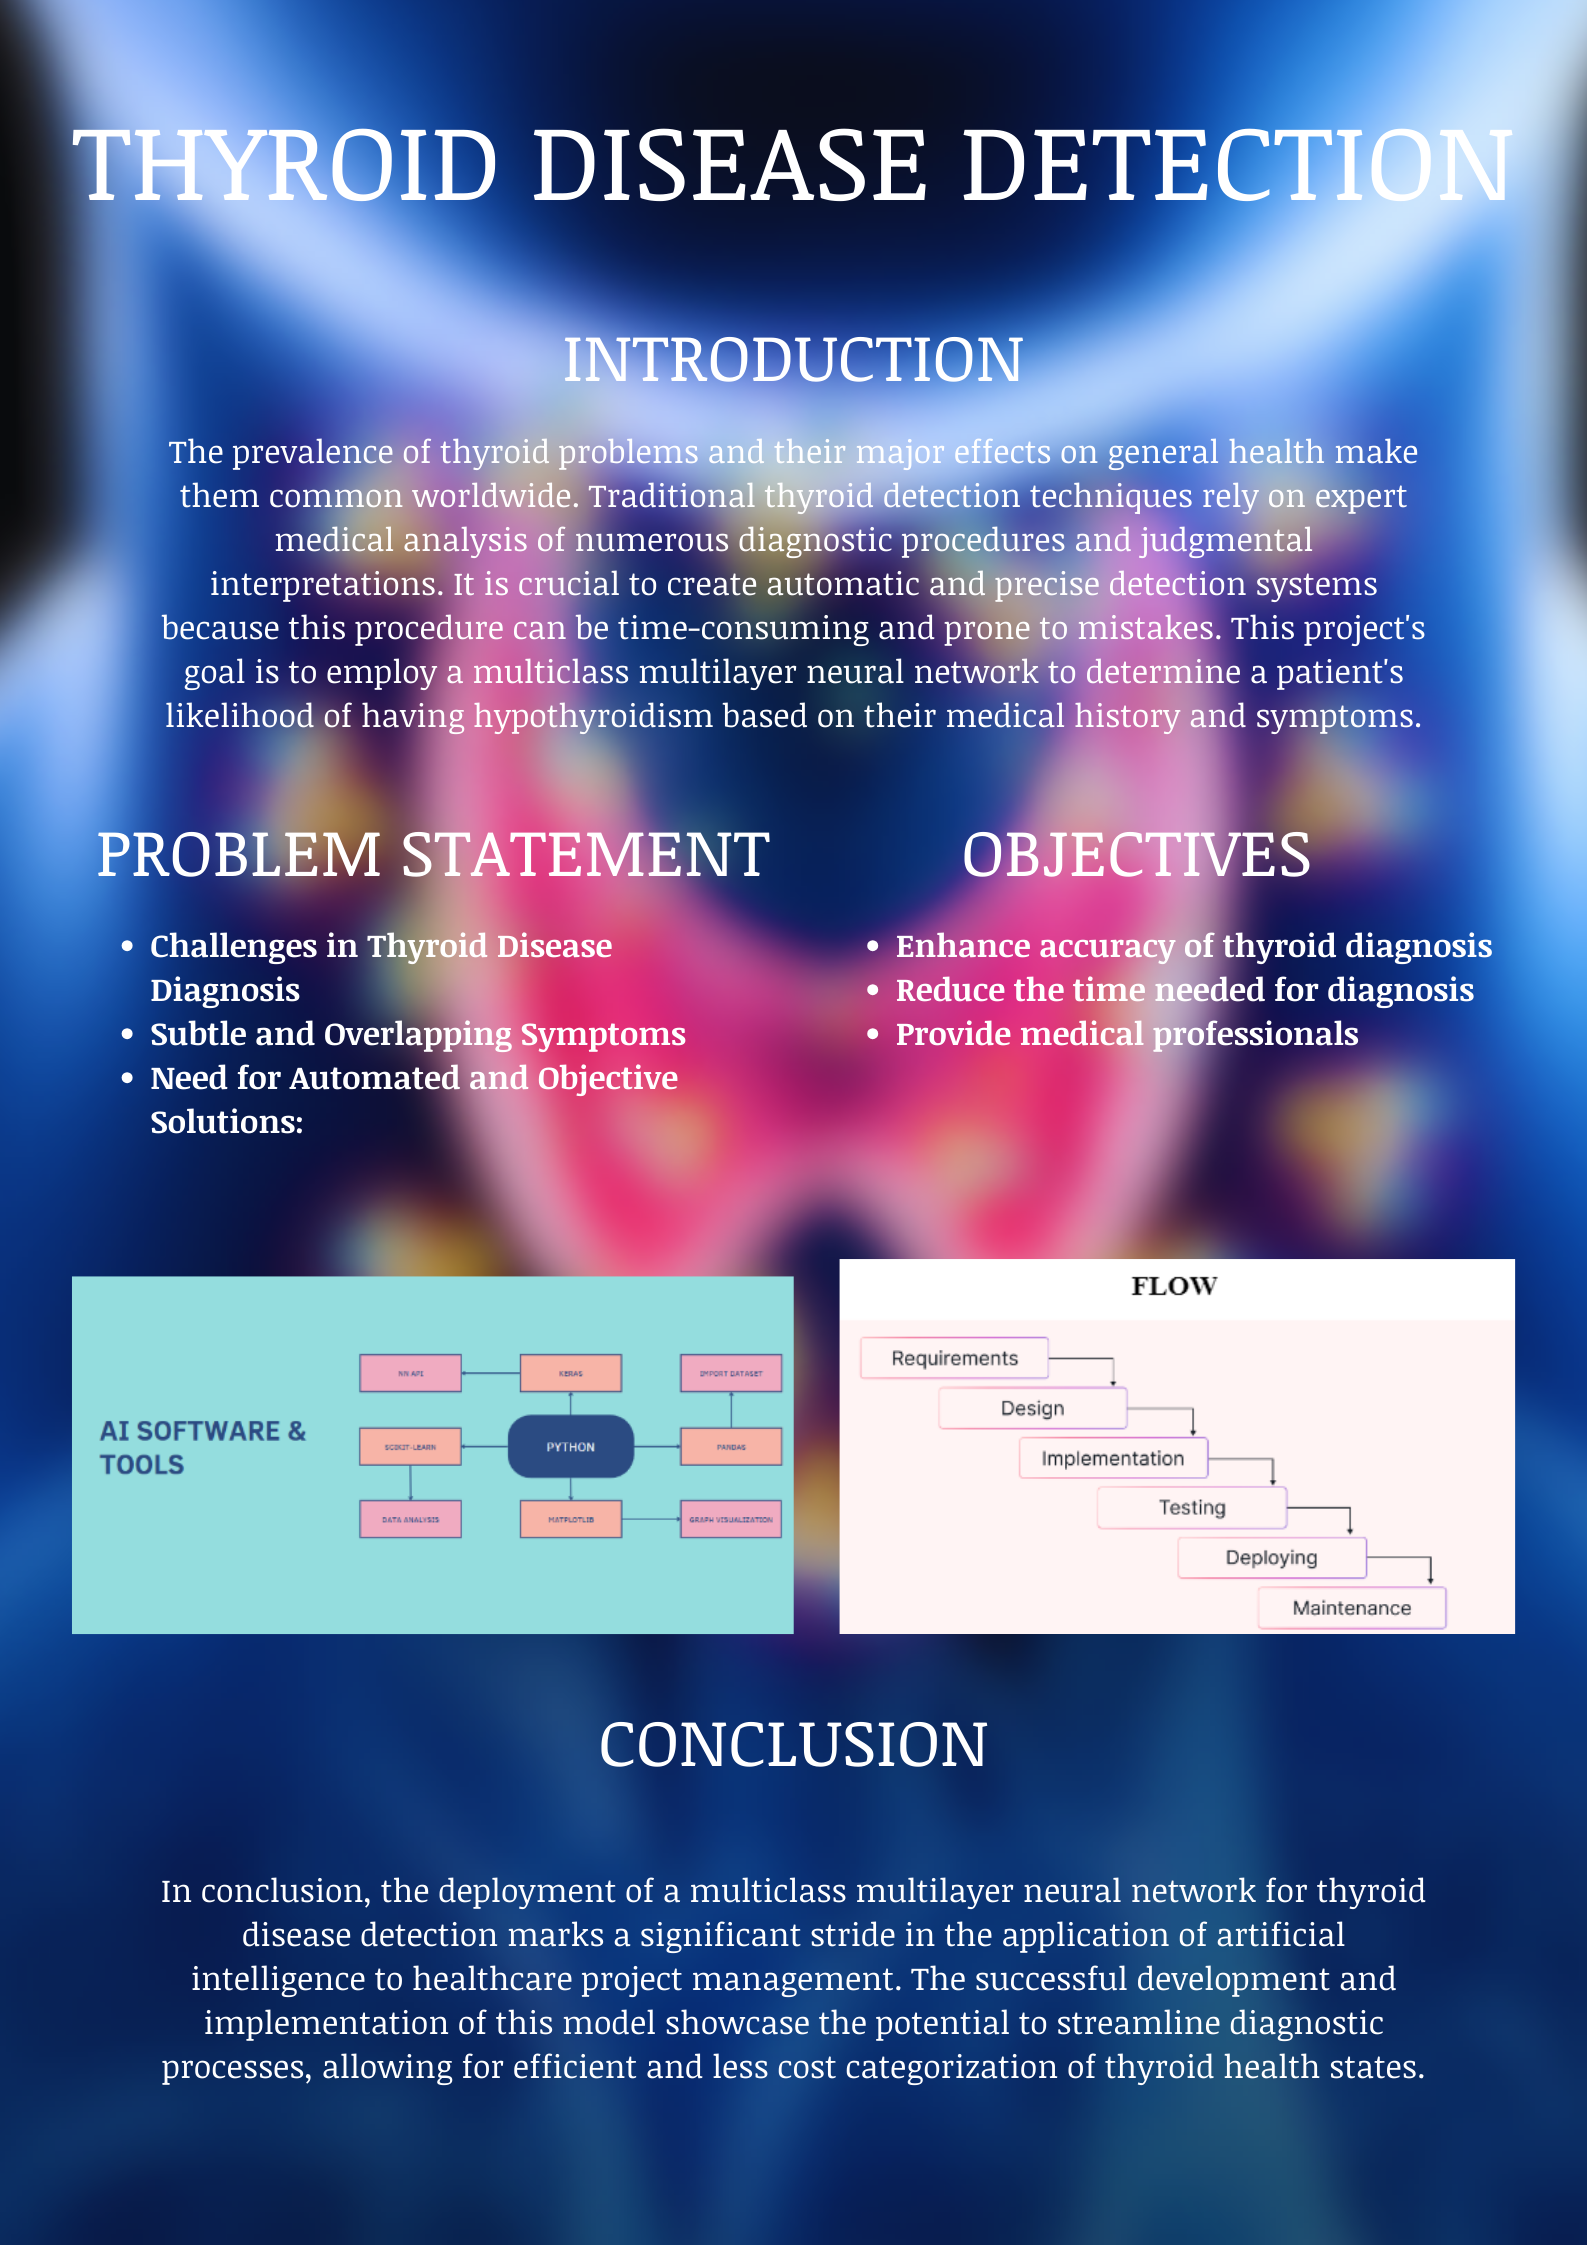 THYROID DISEASE DETECTION
INTRODUCTION
The prevalence of thyroid problems and their major effects on general health make
them common worldwide. Traditional thyroid detection techniques rely on expert
medical analysis of numerous diagnostic procedures and judgmental
interpretations. It is crucial to create automatic and precise detection systems
because this procedure can be time-consuming and prone to mistakes. This project's
goal is to employ a multiclass multilayer neural network to determine a patient's
likelihood of having hypothyroidism based on their medical history and symptoms.
PROBLEM STATEMENT
• Challenges in Thyroid Disease
Diagnosis
• Subtle and Overlapping Symptoms
• Need for Automated and Objective
Solutions:
OBJECTIVES
• Enhance accuracy of thyroid diagnosis
• Reduce the time needed for diagnosis
• Provide medical professionals
AI SOFTWARE &
TOOLS
NN API
KERAS
IMPORT DATASET
SCIKIT-LEARN
PYTHON
PANDAS
DATA ANALYSIS
MATPLOTLIB
GRAPH VISUALIZATION
FLOW
Requirements
Design
Implementation
Testing
Deploying
Maintenance
CONCLUSION
In conclusion, the deployment of a multiclass multilayer neural network for thyroid
disease detection marks a significant stride in the application of artificial
intelligence to healthcare project management. The successful development and
implementation of this model showcase the potential to streamline diagnostic
processes, allowing for efficient and less cost categorization of thyroid health states.